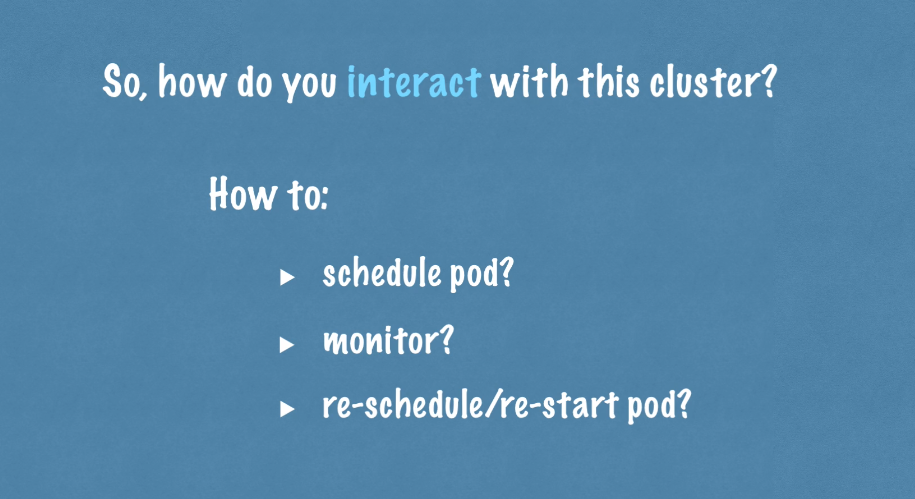 So, how do you interact with this cluster?
How to:
▸ schedule pod?
▸ monitor?
▸ re-schedule/re-start pod?